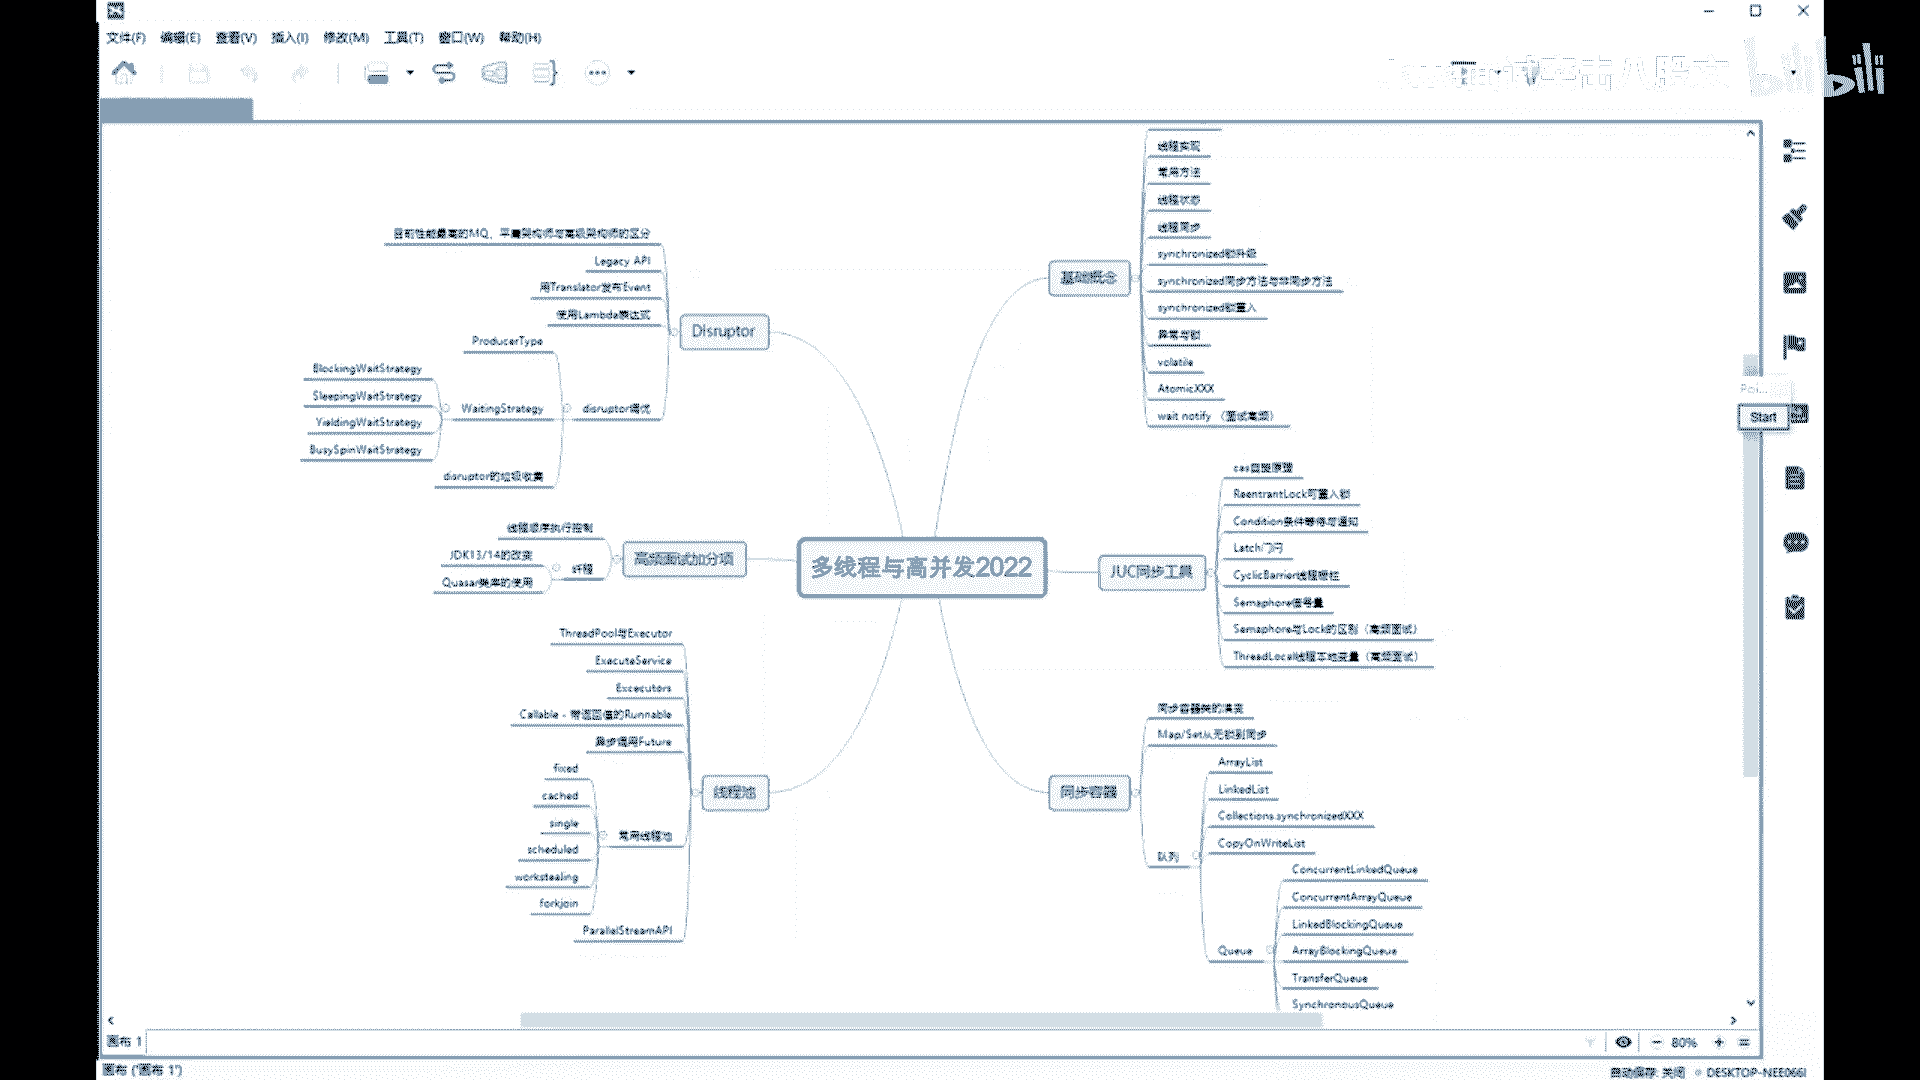 文件(F) 编辑(E) 查看(V) 插入(I) 修改(M) 工具(T) 窗口(W) 帮助(H)
bilibili
目前性能最高的MQ，平庸架构师与高级架构师的区分
Legacy API
用Translator发布Event
使用Lambda表达式
Disruptor
ProducerType
BlockingWaitStrategy
SleepingWaitStrategy
YieldingWaitStrategy
BusySpinWaitStrategy
WaitingStrategy
disruptor调优
disruptor的垃圾收集
线程顺序执行控制
JDK13/14的改变
Quasar类库的使用
纤程
高频面试加分项
多线程与高并发2022
ThreadPool与Executor
ExecuteService
Excecutors
Callable - 带返回值的Runnable
异步调用Future
fixed
cached
single
scheduled
workstealing
forkjoin
常用线程池
线程池
ParallelStreamAPI
线程实现
常用方法
线程状态
线程同步
synchronized锁升级
synchronized同步方法与非同步方法
synchronized锁重入
异常与锁
volatile
AtomicXXX
wait notify （面试高频）
基础概念
cas自旋原理
ReentrantLock可重入锁
Condition条件等待与通知
Latch门闩
CyclicBarrier线程栅栏
Semaphore信号量
Semaphore与Lock的区别（高频面试）
ThreadLocal线程本地变量（高频面试）
JUC同步工具
同步容器类的演变
Map/Set从无锁到同步
ArrayList
LinkedList
Collections.synchronizedXXX
CopyOnWriteList
队列
同步容器
ConcurrentLinkedQueue
ConcurrentArrayQueue
LinkedBlockingQueue
ArrayBlockingQueue
TransferQueue
SynchronousQueue
Queue
Poi...
Start
画布 1
80%
画布 ('画布 1')
自动保存: 关闭
DESKTOP-NEE066I